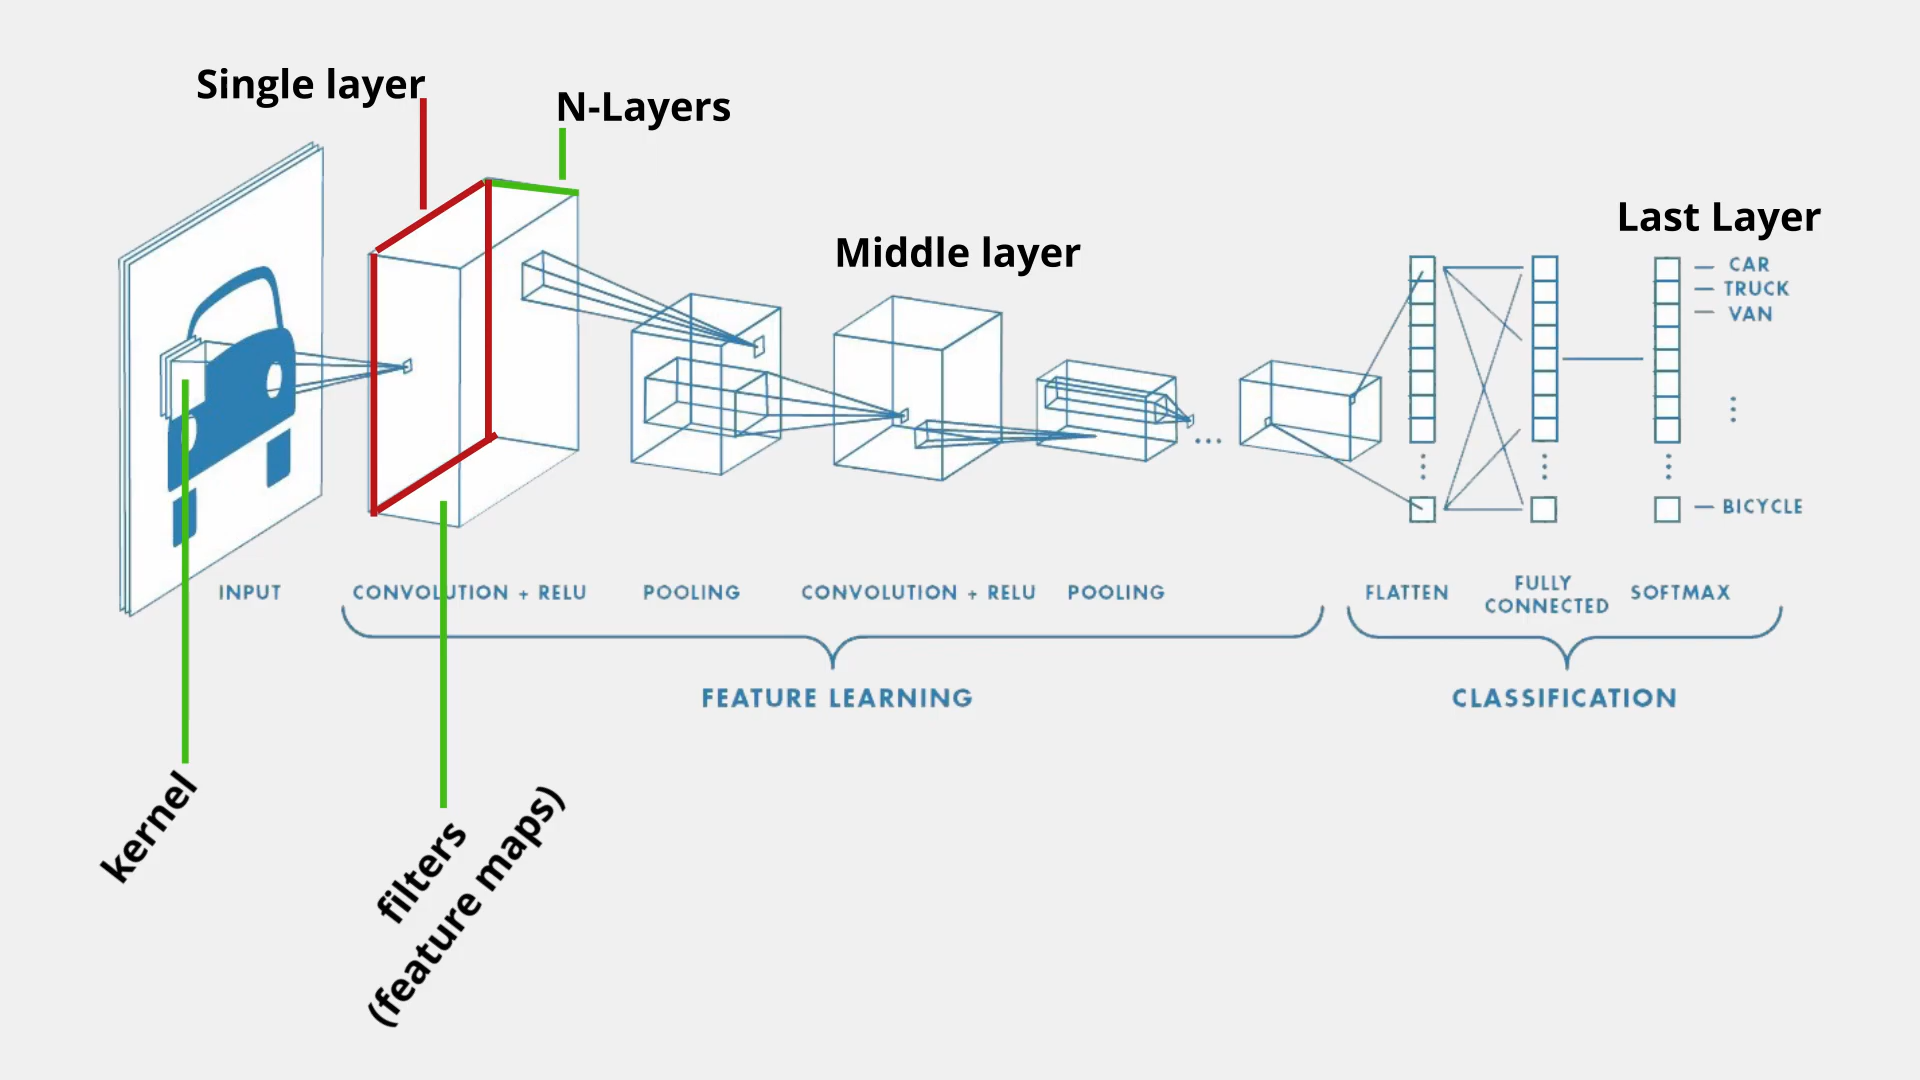 Single layer
N-Layers
Middle layer
Last Layer
CAR
TRUCK
VAN
BICYCLE
INPUT
CONVOLUTION + RELU
POOLING
CONVOLUTION + RELU
POOLING
FLATTEN
FULLY
CONNECTED
SOFTMAX
FEATURE LEARNING
CLASSIFICATION
kernel
filters
(feature maps)